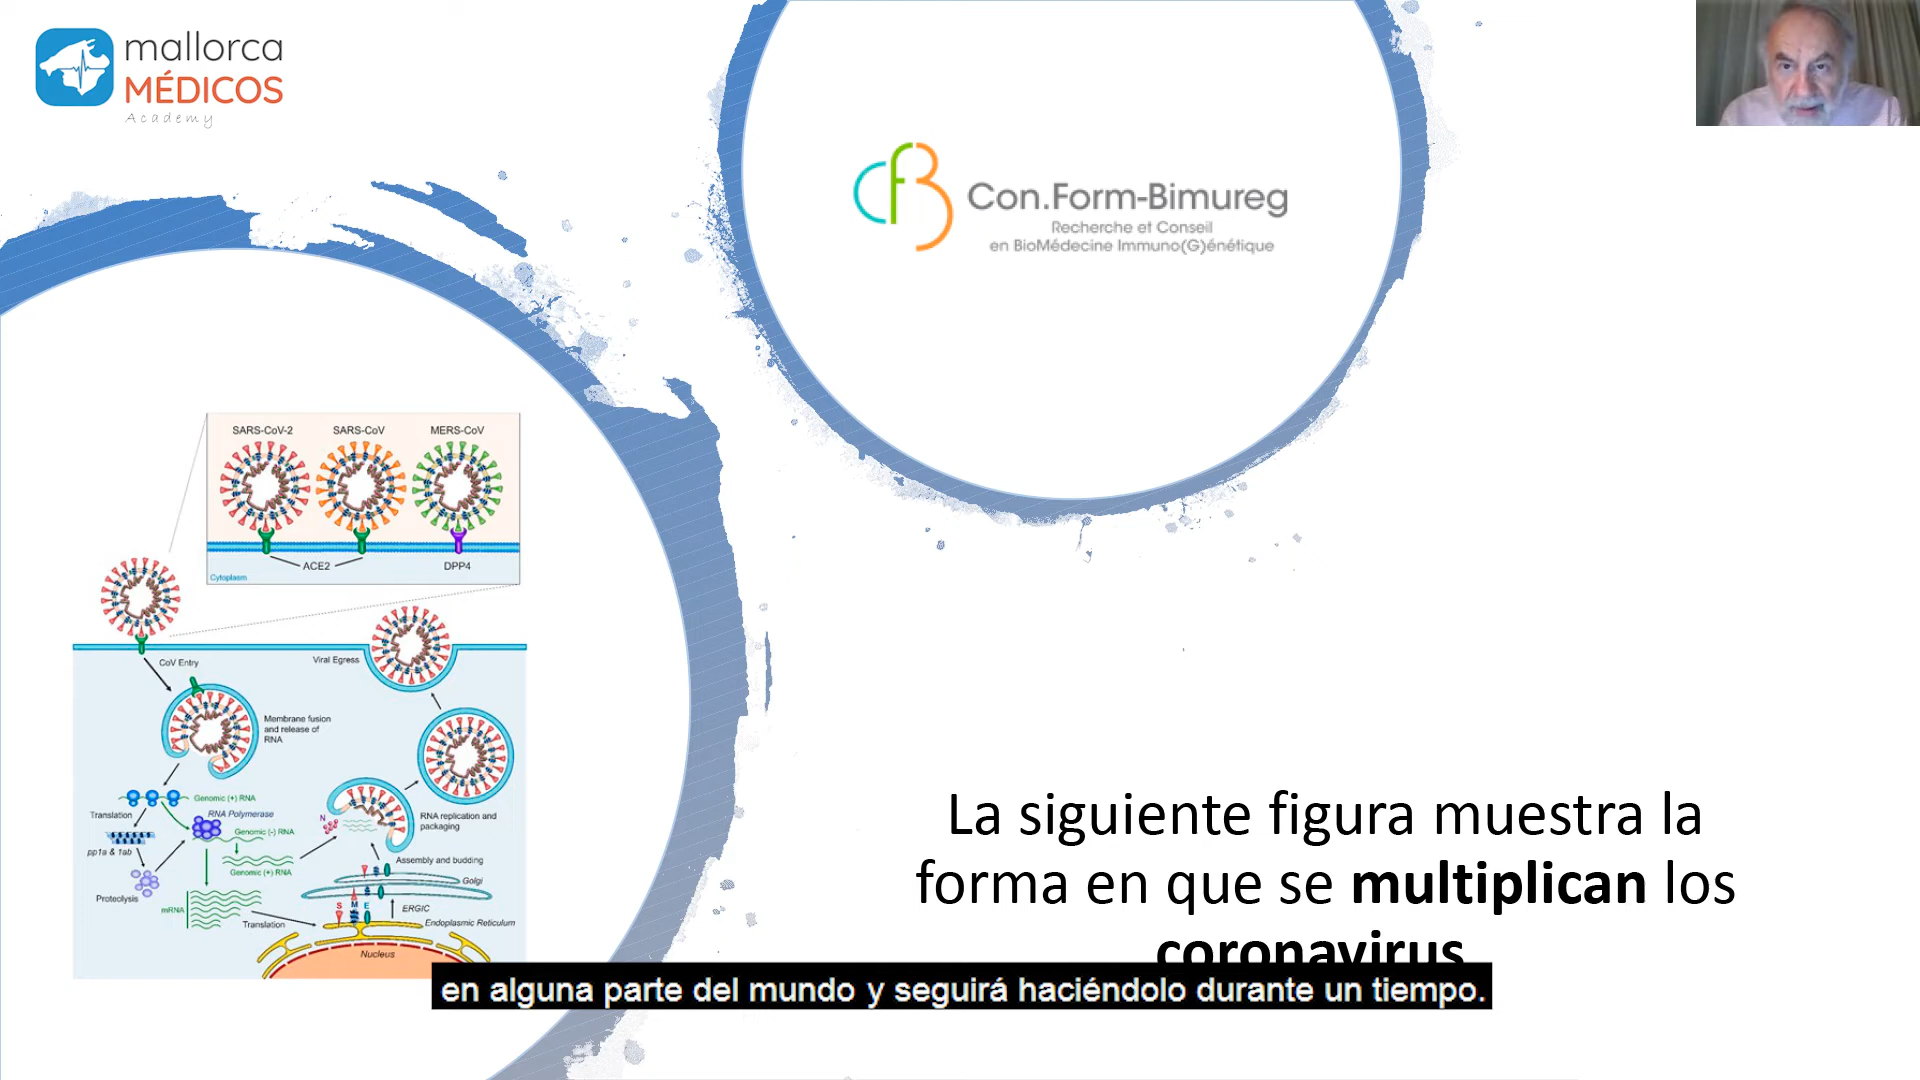 mallorca
MÉDICOS
Academy
Con.Form-Bimureg
Recherche et Conseil
en BioMédecine Immuno(G)énétique
SARS-CoV-2
SARS-CoV
MERS-CoV
ACE2
DPP4
Cytoplasm
CoV Entry
Viral Egress
Membrane fusion
and release of
RNA
Genomic (+) RNA
Translation
RNA Polymerase
N
RNA replication and
packaging
Genomic (-) RNA
pp1a & 1ab
Assembly and budding
Genomic (+) RNA
Golgi
Proteolysis
S M E
ERGIC
mRNA
Translation
Endoplasmic Reticulum
Nucleus
La siguiente figura muestra la
forma en que se multiplican los
coronavirus
en alguna parte del mundo y seguirá haciéndolo durante un tiempo.